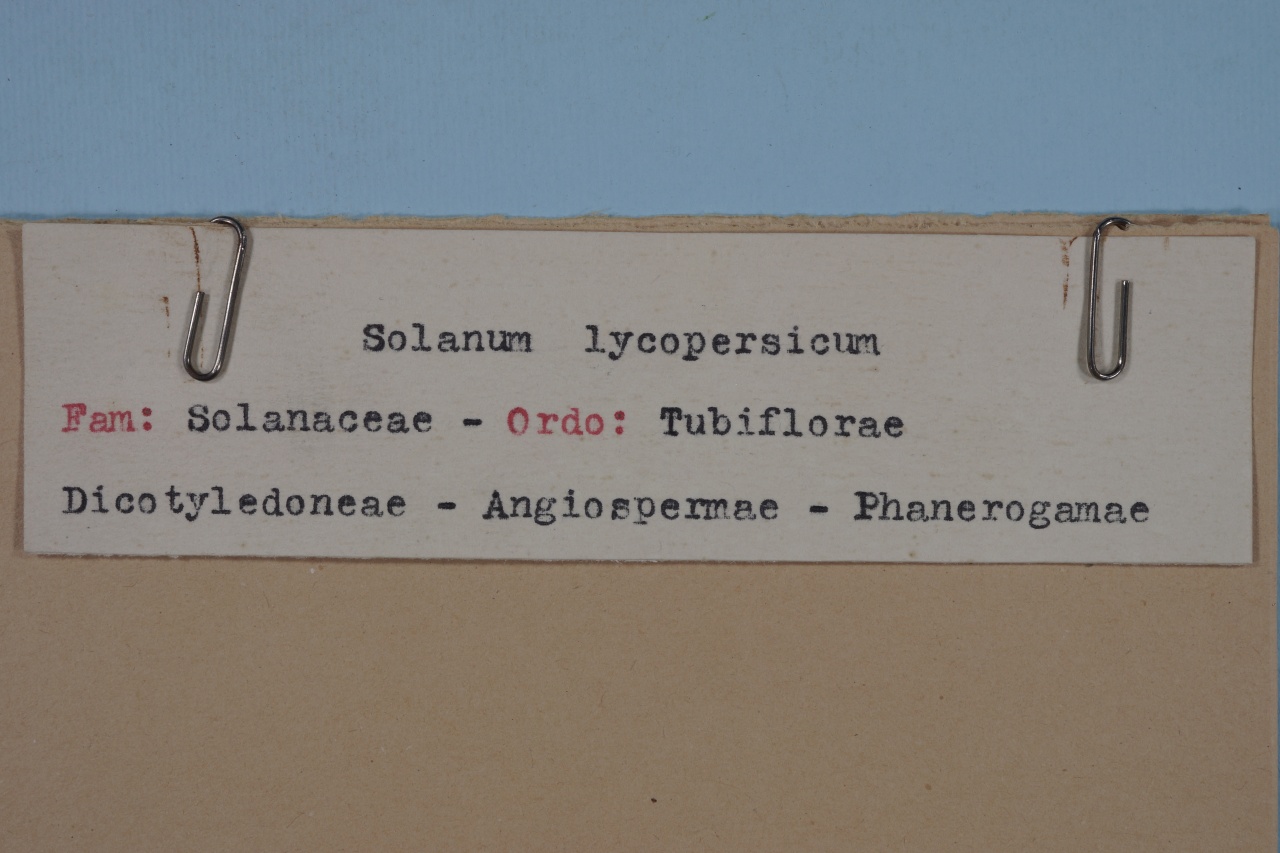 Solanum lycopersicum
Fam: Solanaceae - Ordo: Tubiflorae
Dicotyledoneae - Angiospermae - Phanerogamae